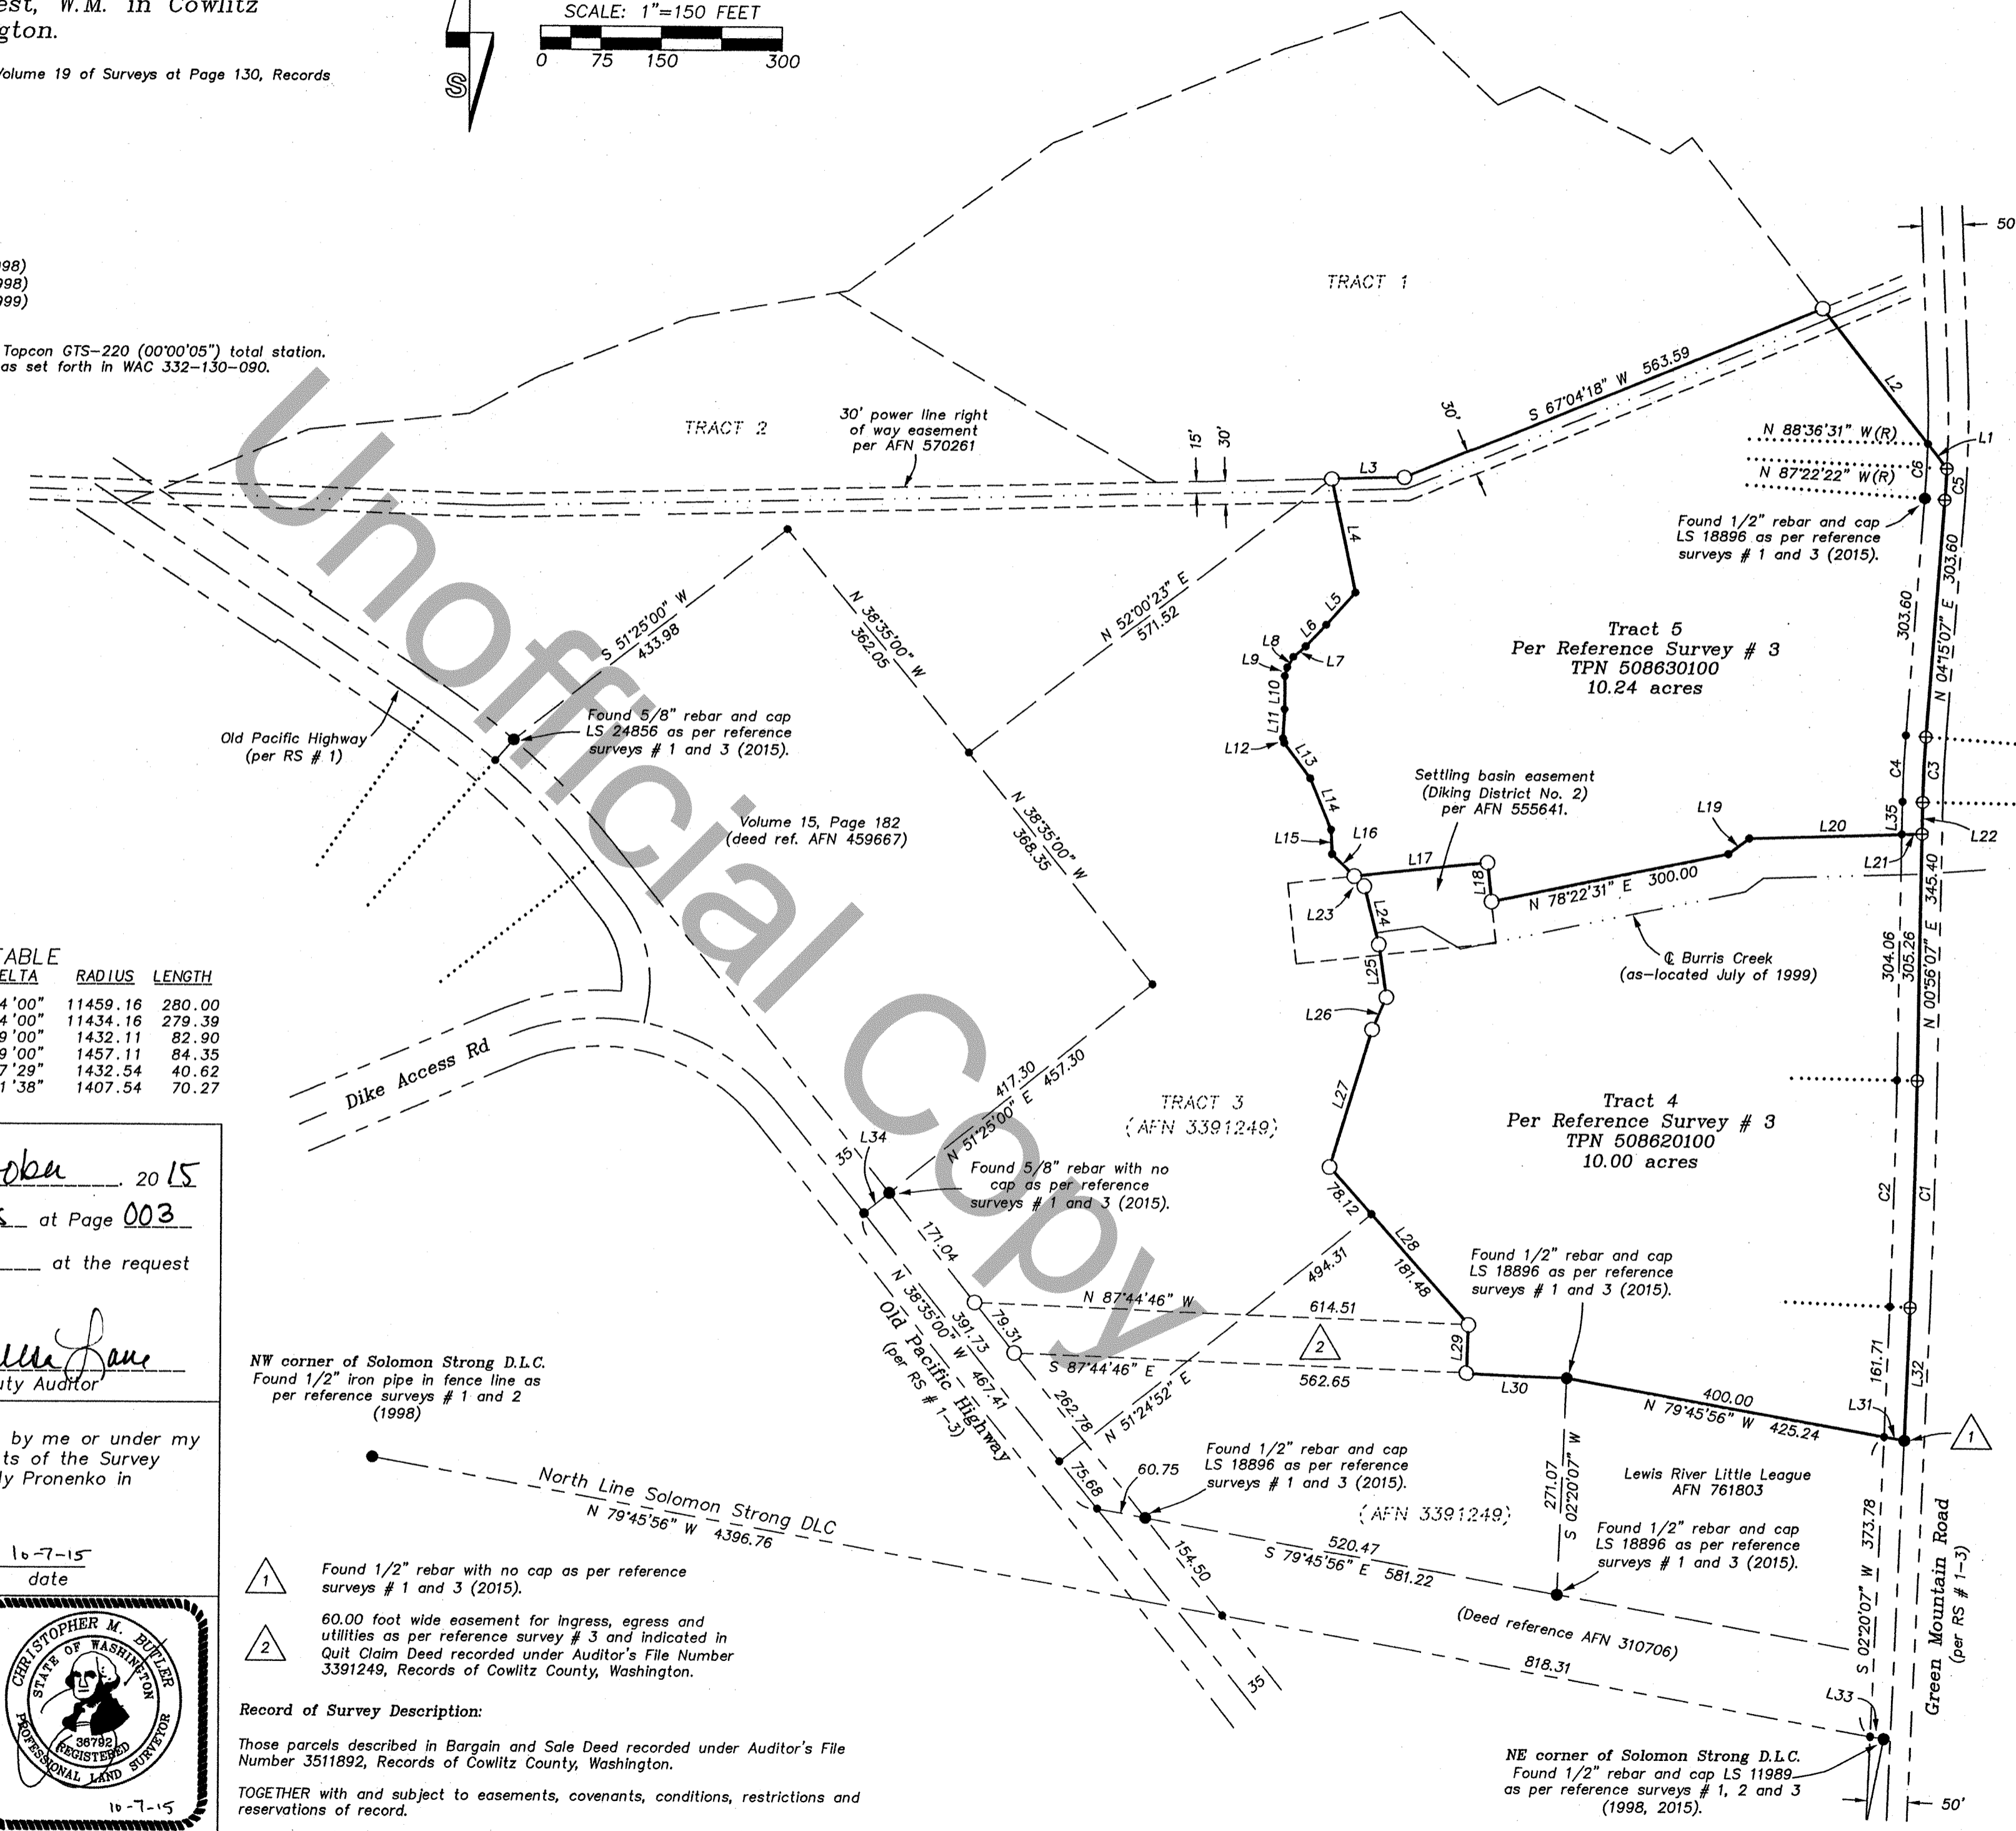 est, W.M. in Cowlitz
gton.
Volume 19 of Surveys at Page 130, Records
S
SCALE: 1"=150 FEET
0 75 150 300
998)
998)
999)
Topcon GTS-220 (00°00'05") total station.
as set forth in WAC 332-130-090.
TRACT 1
TRACT 2
30' power line right
of way easement
per AFN 570261
15'
30'
L3
30'
S 67°04'18" W 563.59
L2
50
N 88°36'31" W(R)
L1
N 87°22'22" W(R)
C6
C5
Found 1/2" rebar and cap
LS 18896 as per reference
surveys # 1 and 3 (2015).
L4
L5
L6
L7
L8
L9
L10
L11
L12
L13
L14
L15
L16
S 51°25'00" W
433.98
N 38°35'00" W
362.05
N 52°00'23" E
571.52
Tract 5
Per Reference Survey # 3
TPN 508630100
10.24 acres
303.60
N 04°15'07" E 303.60
Old Pacific Highway
(per RS # 1)
Found 5/8" rebar and cap
LS 24856 as per reference
surveys # 1 and 3 (2015).
Volume 15, Page 182
(deed ref. AFN 459667)
N 38°35'00" W
368.35
Settling basin easement
(Diking District No. 2)
per AFN 555641.
C4
C3
L35
L19
L20
L21
L22
L17
L18
L23
L24
L25
L26
N 78°22'31" E 300.00
℄ Burris Creek
(as-located July of 1999)
304.06
305.26
N 00°56'07" E 345.40
TABLE
ELTA RADIUS LENGTH
4'00" 11459.16 280.00
4'00" 11434.16 279.39
9'00" 1432.11 82.90
9'00" 1457.11 84.35
7'29" 1432.54 40.62
1'38" 1407.54 70.27
Dike Access Rd
417.30
N 51°25'00" E 457.30
L34
35
TRACT 3
(AFN 3391249)
L27
Tract 4
Per Reference Survey # 3
TPN 508620100
10.00 acres
C2
C1
Found 5/8" rebar with no
cap as per reference
surveys # 1 and 3 (2015).
78.12
L28
181.48
494.31
171.04
N 87°44'46" W
614.51
79.31
S 87°44'46" E
562.65
2
L29
L30
Found 1/2" rebar and cap
LS 18896 as per reference
surveys # 1 and 3 (2015).
400.00
N 79°45'56" W 425.24
L31
L32
161.71
1
N 38°35'00" W 467.41
391.73
Old Pacific Highway
(per RS # 1-3)
262.78
N 51°24'52" E
75.68
60.75
Found 1/2" rebar and cap
LS 18896 as per reference
surveys # 1 and 3 (2015).
271.07
S 02°20'07" W
Lewis River Little League
AFN 761803
(AFN 3391249)
Found 1/2" rebar and cap
LS 18896 as per reference
surveys # 1 and 3 (2015).
520.47
S 79°45'56" E 581.22
154.50
(Deed reference AFN 310706)
818.31
35
S 02°20'07" W 373.78
L33
Green Mountain Road
(per RS # 1-3)
NE corner of Solomon Strong D.L.C.
Found 1/2" rebar and cap LS 11989
as per reference surveys # 1, 2 and 3
(1998, 2015).
50'
ober 2015
at Page 003
at the request
uty Auditor
by me or under my
ts of the Survey
ly Pronenko in
10-7-15
date
CHRISTOPHER M. BUTLER
STATE OF WASHINGTON
36792
REGISTERED
PROFESSIONAL LAND SURVEYOR
10-7-15
NW corner of Solomon Strong D.L.C.
Found 1/2" iron pipe in fence line as
per reference surveys # 1 and 2
(1998)
North Line Solomon Strong DLC
N 79°45'56" W 4396.76
1
Found 1/2" rebar with no cap as per reference
surveys # 1 and 3 (2015).
2
60.00 foot wide easement for ingress, egress and
utilities as per reference survey # 3 and indicated in
Quit Claim Deed recorded under Auditor's File Number
3391249, Records of Cowlitz County, Washington.
Record of Survey Description:
Those parcels described in Bargain and Sale Deed recorded under Auditor's File
Number 3511892, Records of Cowlitz County, Washington.
TOGETHER with and subject to easements, covenants, conditions, restrictions and
reservations of record.
Unofficial Copy